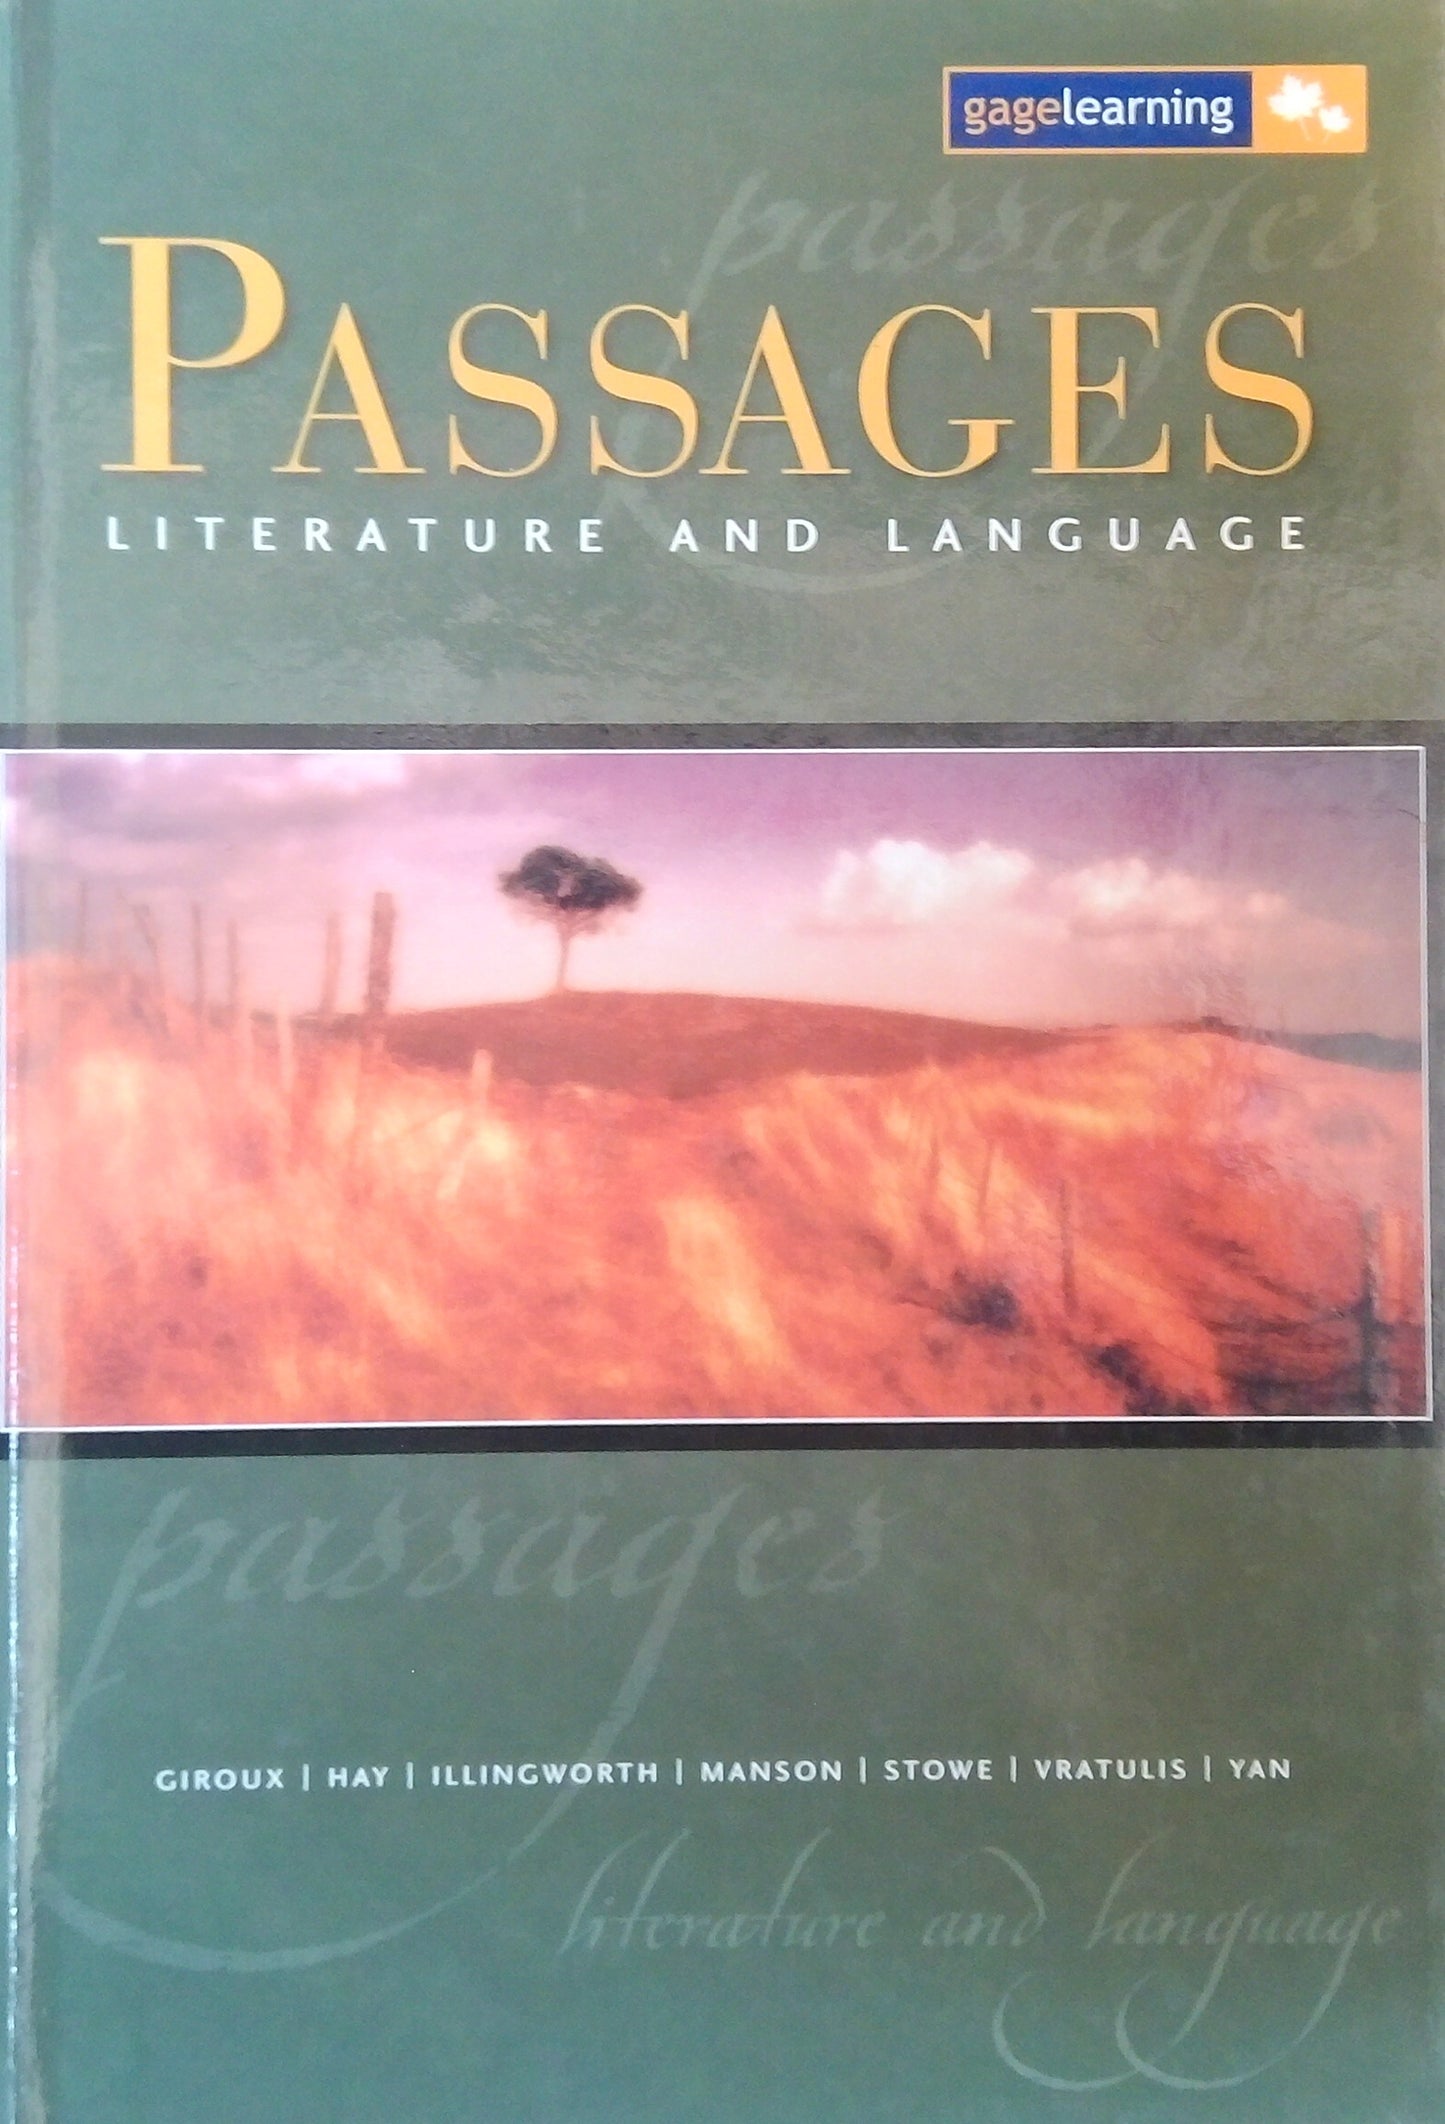 gagelearning
passages
PASSAGES
LITERATURE AND LANGUAGE
passages
GIROUX | HAY | ILLINGWORTH | MANSON | STOWE | VRATULIS | YAN
literature and language